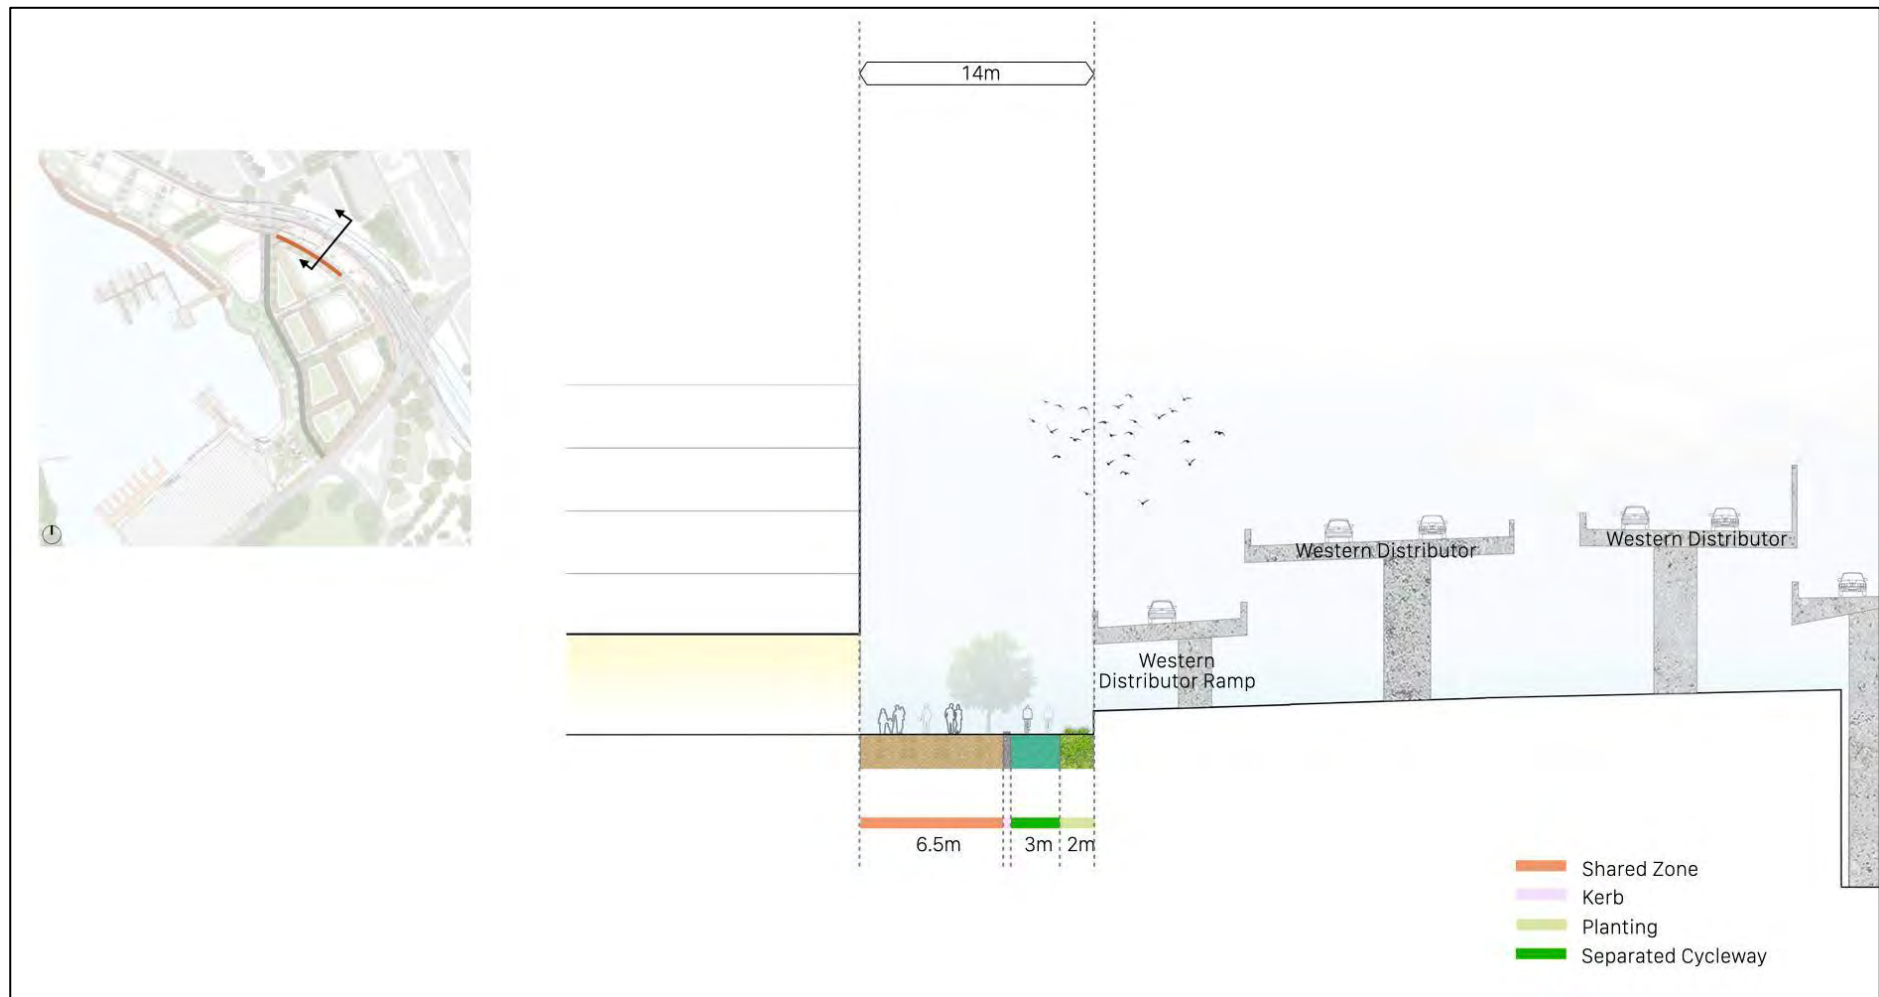 14m
Western Distributor
Western Distributor
Western
Distributor Ramp
6.5m
3m
2m
Shared Zone
Kerb
Planting
Separated Cycleway